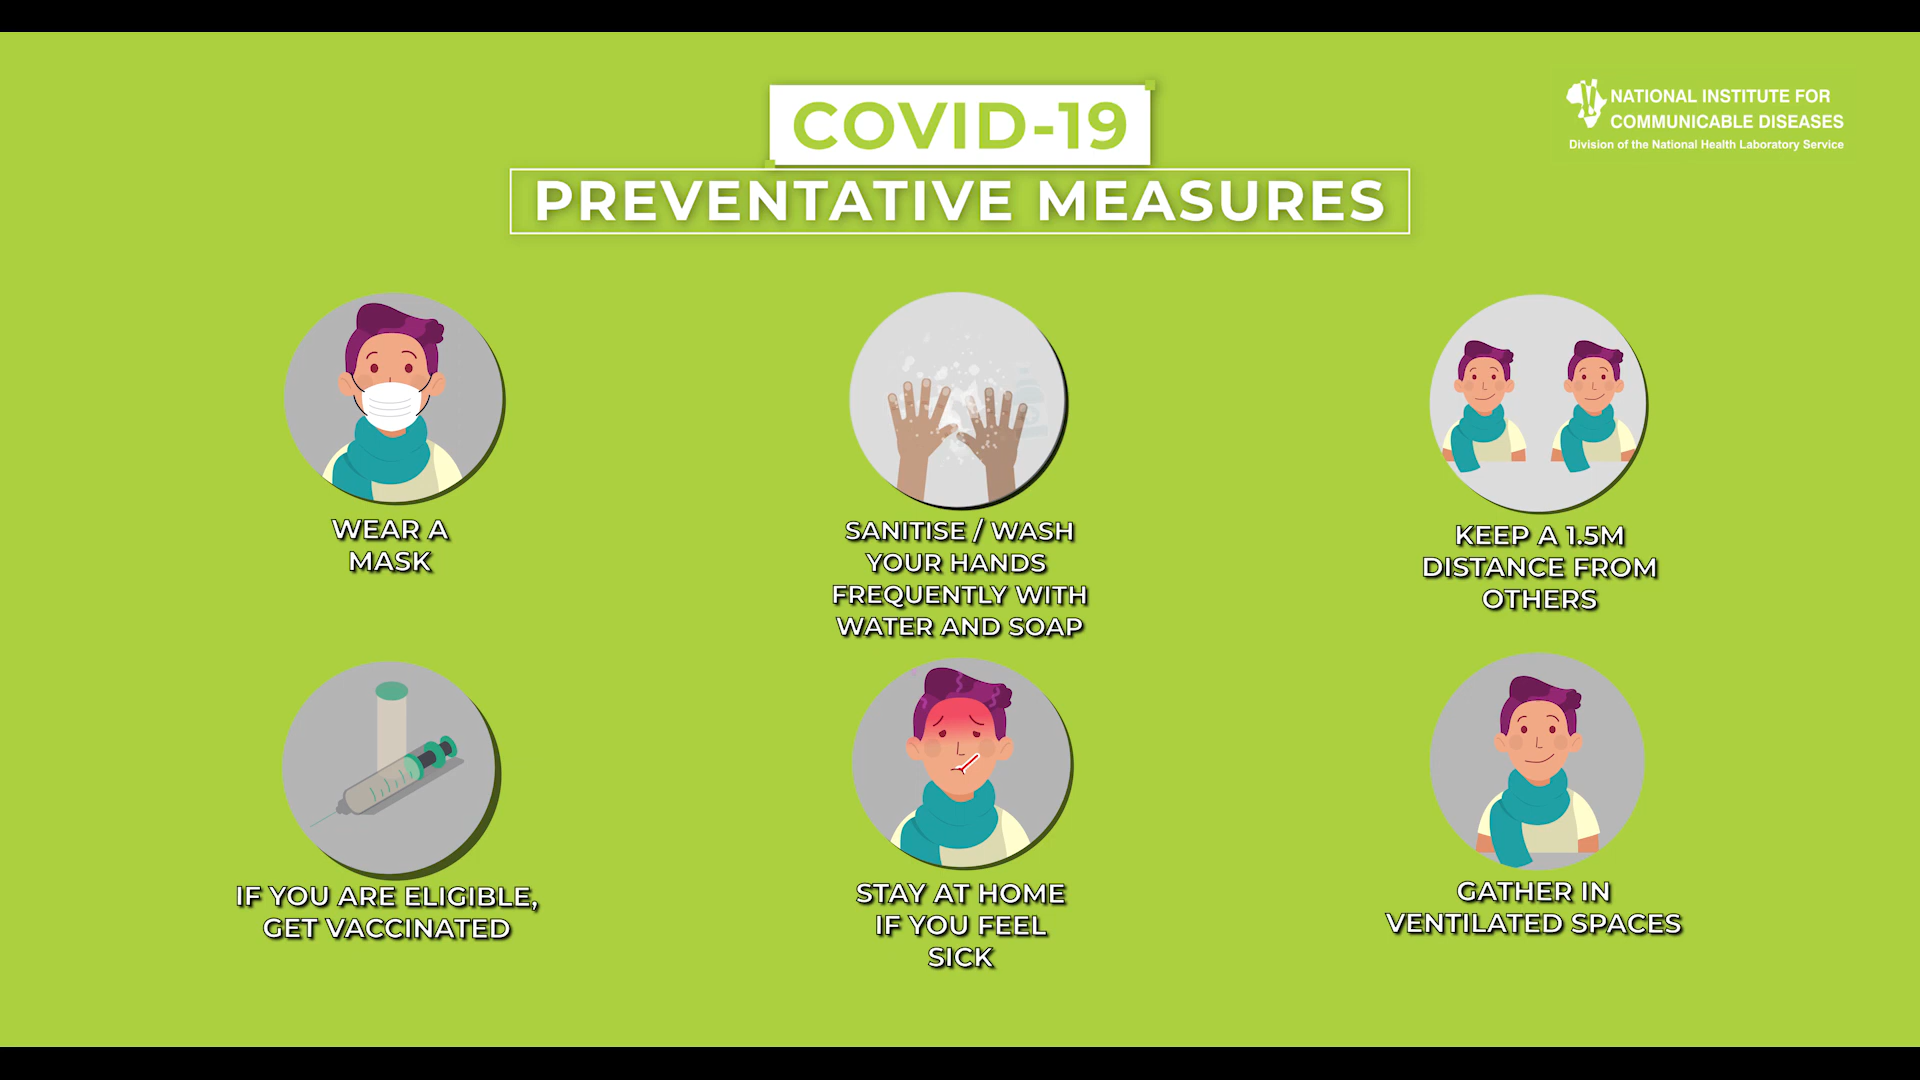 COVID-19
PREVENTATIVE MEASURES
NATIONAL INSTITUTE FOR
COMMUNICABLE DISEASES
Division of the National Health Laboratory Service
WEAR A
MASK
SANITISE / WASH
YOUR HANDS
FREQUENTLY WITH
WATER AND SOAP
KEEP A 1.5M
DISTANCE FROM
OTHERS
IF YOU ARE ELIGIBLE,
GET VACCINATED
STAY AT HOME
IF YOU FEEL
SICK
GATHER IN
VENTILATED SPACES